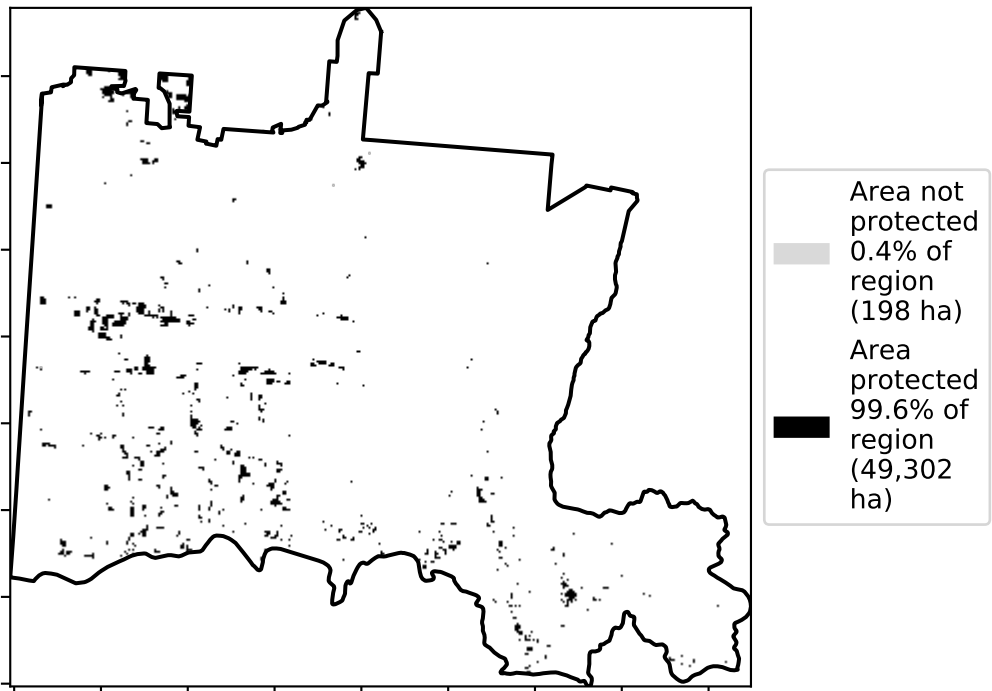 Area not
protected
0.4% of
region
(198 ha)
Area
protected
99.6% of
region
(49,302
ha)